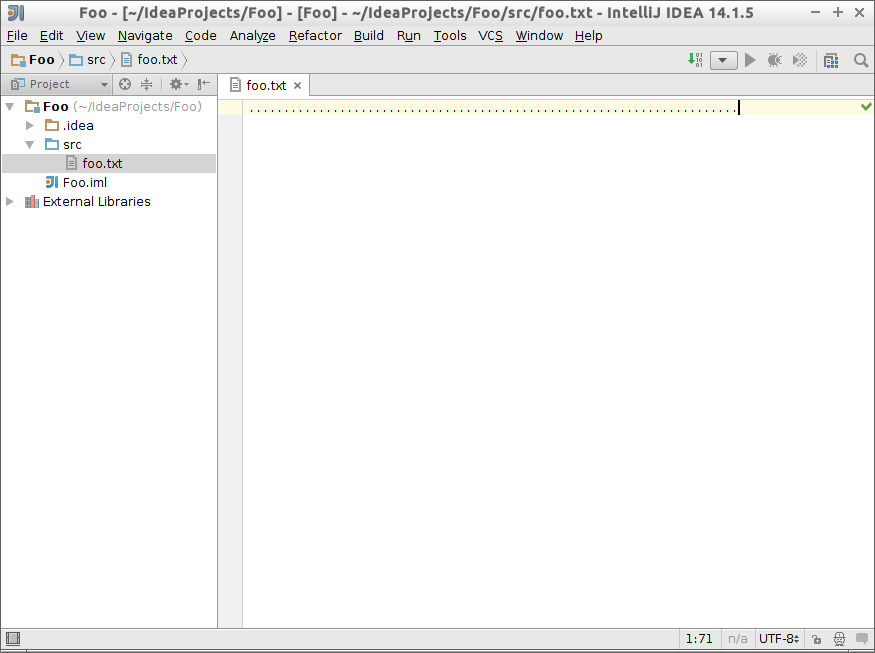 Foo - [~/IdeaProjects/Foo] - [Foo] - ~/IdeaProjects/Foo/src/foo.txt - IntelliJ IDEA 14.1.5
File Edit View Navigate Code Analyze Refactor Build Run Tools VCS Window Help
Foo src foo.txt
Project foo.txt
Foo (~/IdeaProjects/Foo) ......................................................................
.idea
src
foo.txt
Foo.iml
External Libraries
1:71 n/a UTF-8